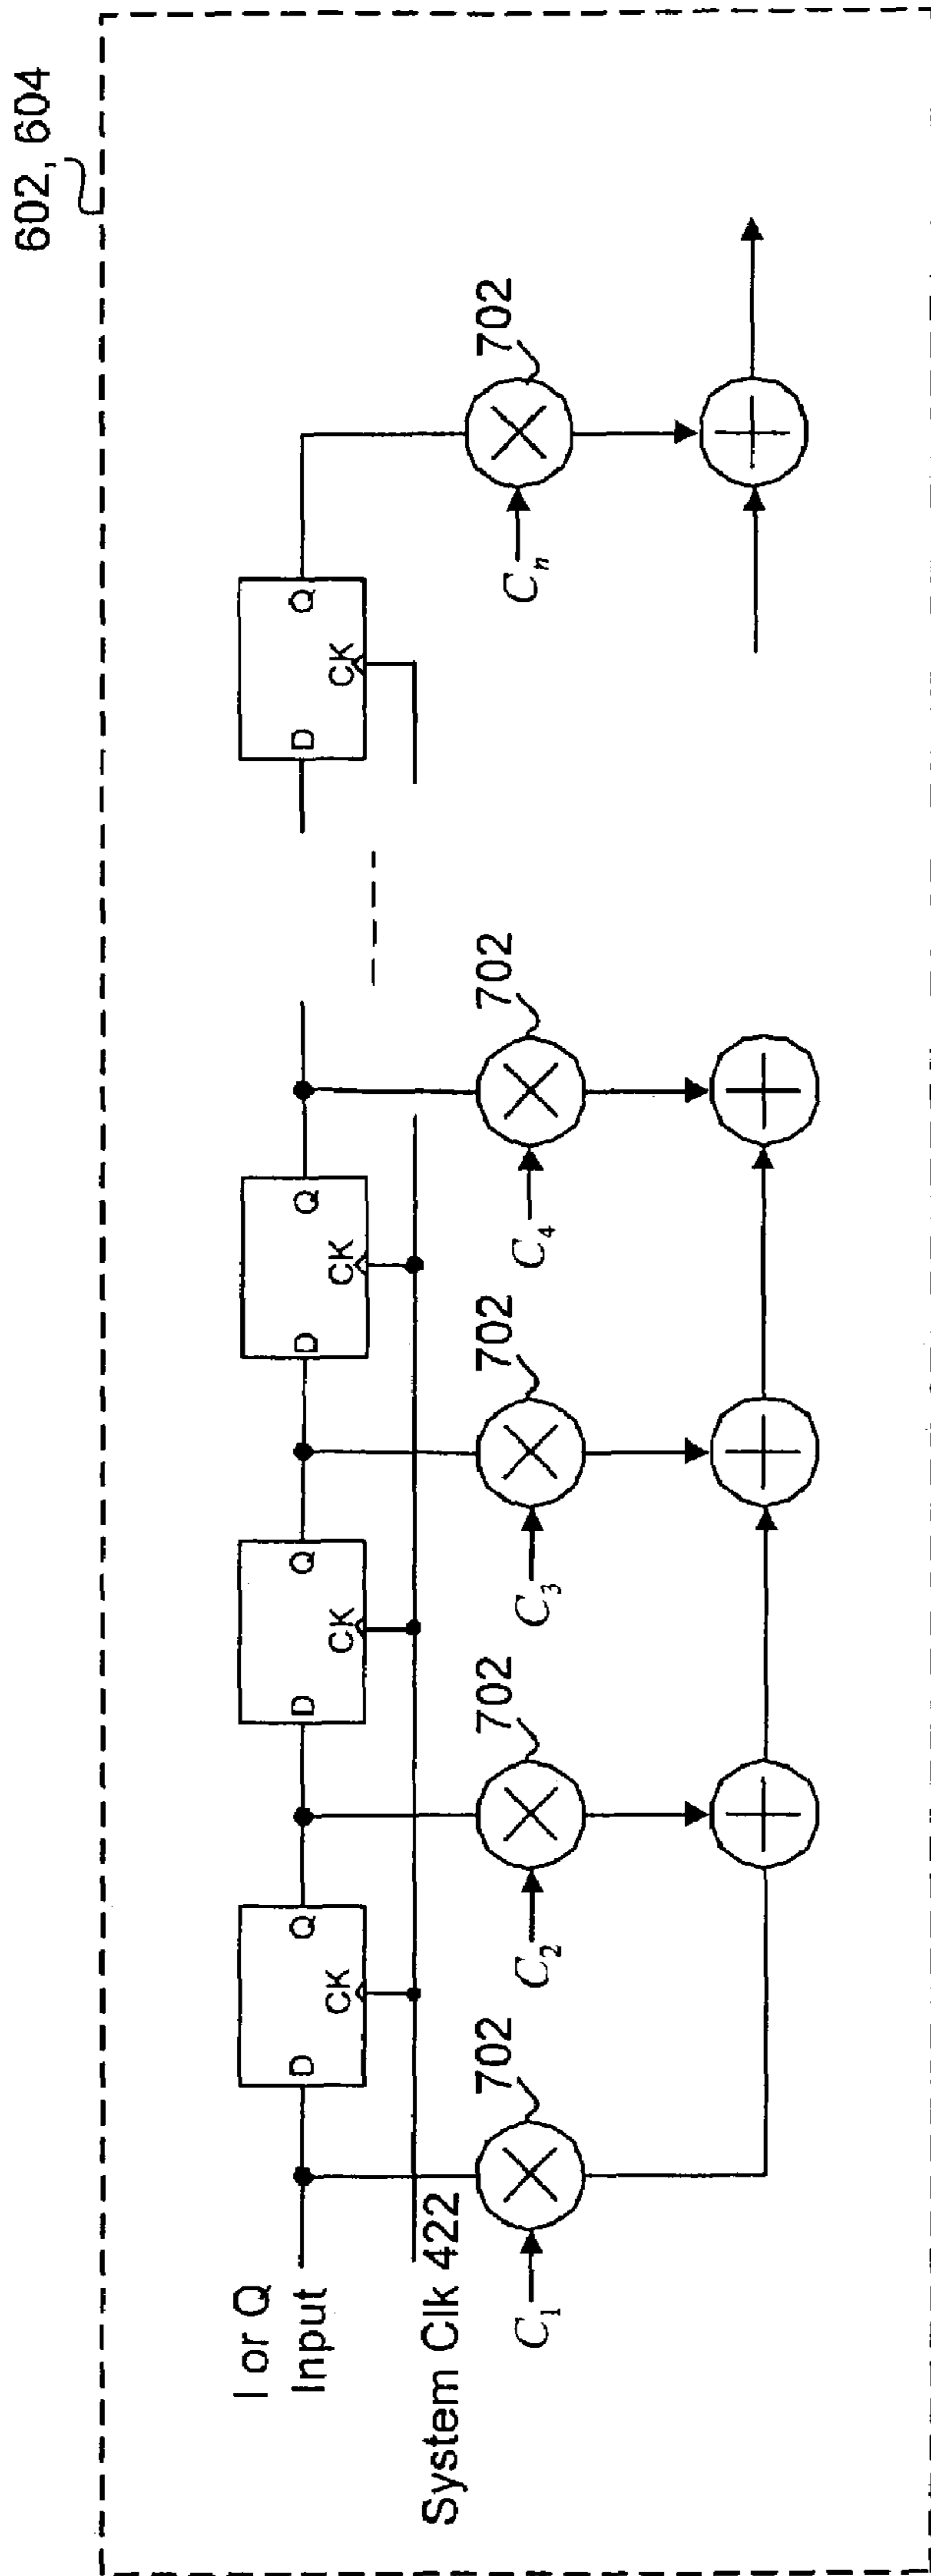 602, 604
I or Q
Input
System Clk 422
D Q
CK
D Q
CK
D Q
CK
D Q
CK
C₁
702
C₂
702
C₃
702
C₄
702
Cₙ
702